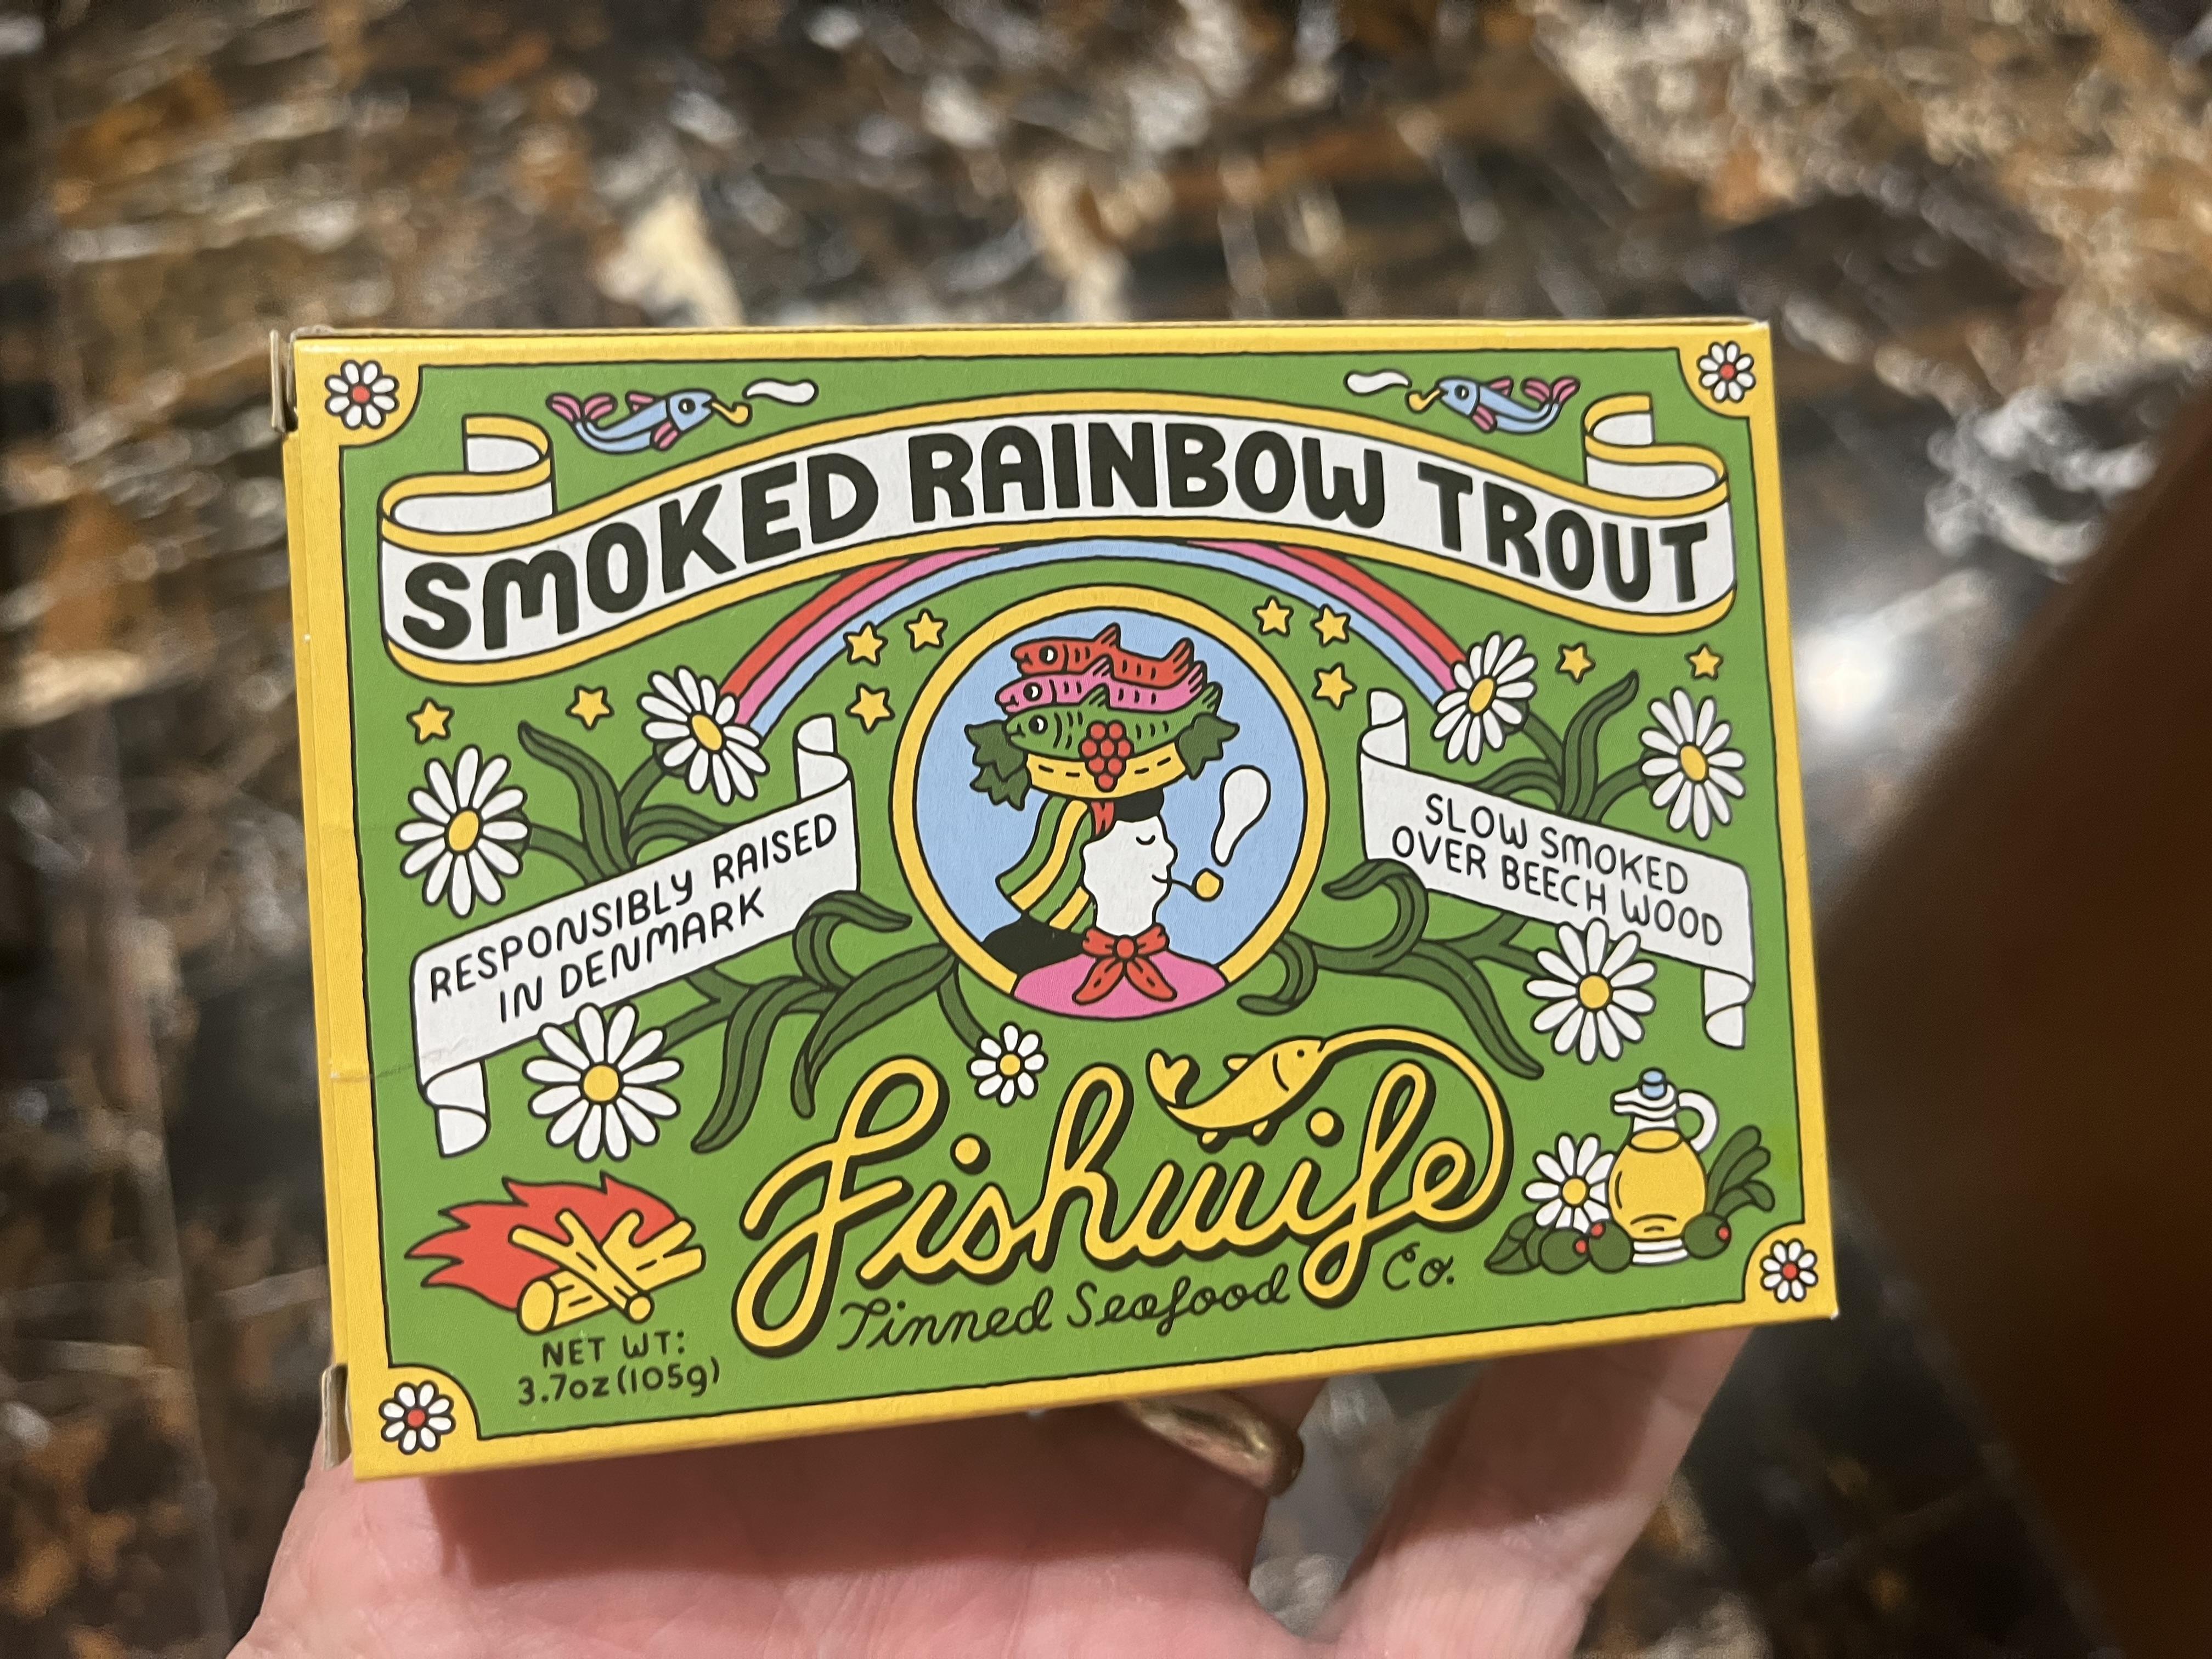 SMOKED RAINBOW TROUT
RESPONSIBLY RAISED
IN DENMARK
SLOW SMOKED
OVER BEECH WOOD
Fishwife
Tinned Seafood Co.
NET WT:
3.7oz (105g)